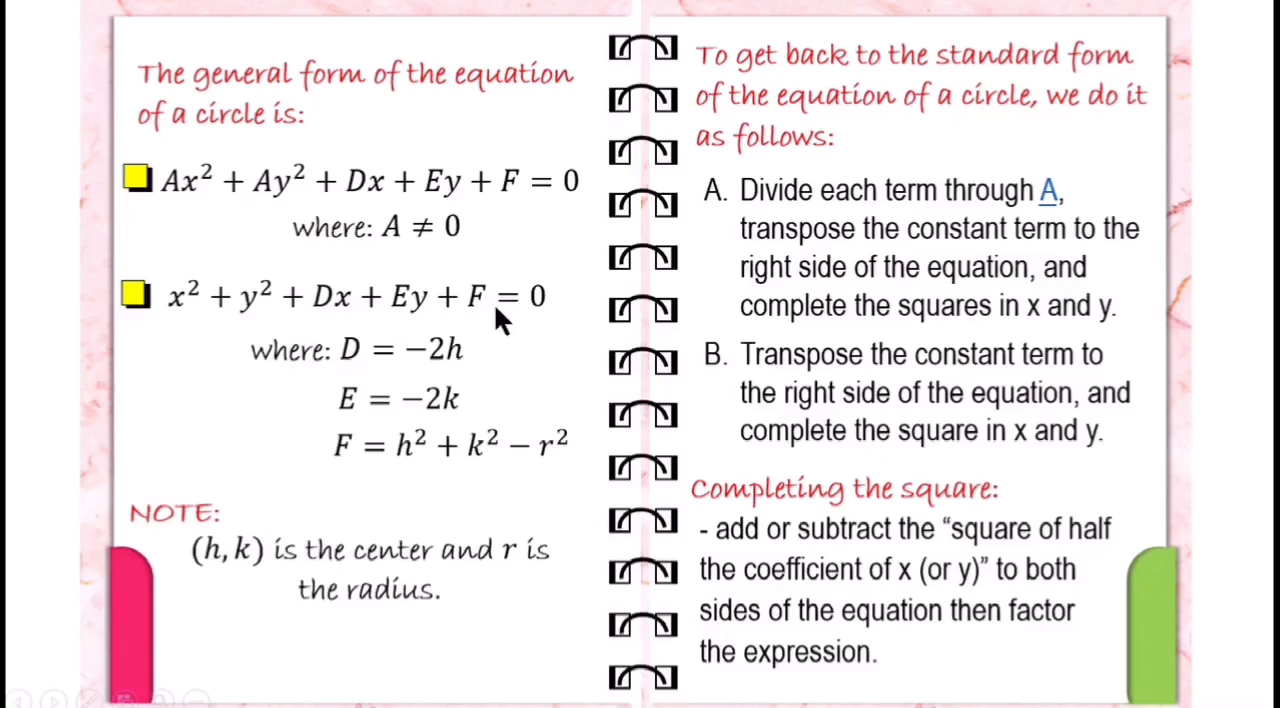 The general form of the equation
of a circle is:
Ax² + Ay² + Dx + Ey + F = 0
where: A ≠ 0
x² + y² + Dx + Ey + F = 0
where: D = −2h
E = −2k
F = h² + k² − r²
NOTE:
(h, k) is the center and r is
the radius.
To get back to the standard form
of the equation of a circle, we do it
as follows:
A. Divide each term through A,
transpose the constant term to the
right side of the equation, and
complete the squares in x and y.
B. Transpose the constant term to
the right side of the equation, and
complete the square in x and y.
Completing the square:
- add or subtract the “square of half
the coefficient of x (or y)” to both
sides of the equation then factor
the expression.